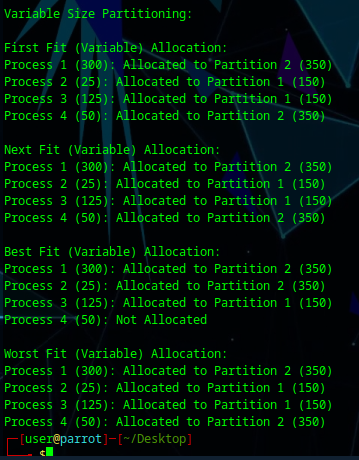 Variable Size Partitioning:
First Fit (Variable) Allocation:
Process 1 (300): Allocated to Partition 2 (350)
Process 2 (25): Allocated to Partition 1 (150)
Process 3 (125): Allocated to Partition 1 (150)
Process 4 (50): Allocated to Partition 2 (350)
Next Fit (Variable) Allocation:
Process 1 (300): Allocated to Partition 2 (350)
Process 2 (25): Allocated to Partition 1 (150)
Process 3 (125): Allocated to Partition 1 (150)
Process 4 (50): Allocated to Partition 2 (350)
Best Fit (Variable) Allocation:
Process 1 (300): Allocated to Partition 2 (350)
Process 2 (25): Allocated to Partition 2 (350)
Process 3 (125): Allocated to Partition 1 (150)
Process 4 (50): Not Allocated
Worst Fit (Variable) Allocation:
Process 1 (300): Allocated to Partition 2 (350)
Process 2 (25): Allocated to Partition 1 (150)
Process 3 (125): Allocated to Partition 1 (150)
Process 4 (50): Allocated to Partition 2 (350)
┌─[user@parrot]─[~/Desktop]
└──╼ $